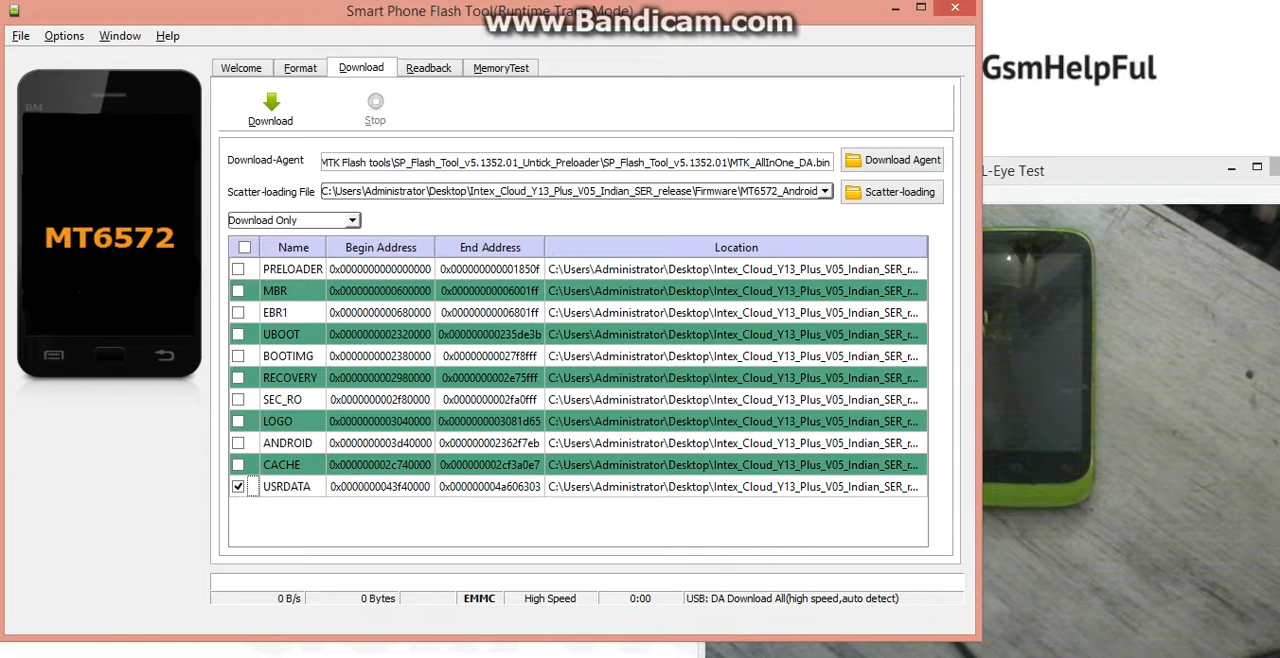 Smart Phone Flash Tool(Runtime Trace Mode)
www.Bandicam.com
File Options Window Help
GsmHelpFul
L-Eye Test
BM
MT6572
Welcome Format Download Readback MemoryTest
Download Stop
Download-Agent MTK Flash tools\SP_Flash_Tool_v5.1352.01_Untick_Preloader\SP_Flash_Tool_v5.1352.01\MTK_AllInOne_DA.bin Download Agent
Scatter-loading File C:\Users\Administrator\Desktop\Intex_Cloud_Y13_Plus_V05_Indian_SER_release\Firmware\MT6572_Android Scatter-loading
Download Only
Name Begin Address End Address Location
PRELOADER 0x0000000000000000 0x000000000001850f C:\Users\Administrator\Desktop\Intex_Cloud_Y13_Plus_V05_Indian_SER_r...
MBR 0x0000000000600000 0x00000000006001ff C:\Users\Administrator\Desktop\Intex_Cloud_Y13_Plus_V05_Indian_SER_r...
EBR1 0x0000000000680000 0x00000000006801ff C:\Users\Administrator\Desktop\Intex_Cloud_Y13_Plus_V05_Indian_SER_r...
UBOOT 0x0000000002320000 0x000000000235de3b C:\Users\Administrator\Desktop\Intex_Cloud_Y13_Plus_V05_Indian_SER_r...
BOOTIMG 0x0000000002380000 0x00000000027f8fff C:\Users\Administrator\Desktop\Intex_Cloud_Y13_Plus_V05_Indian_SER_r...
RECOVERY 0x0000000002980000 0x0000000002e75fff C:\Users\Administrator\Desktop\Intex_Cloud_Y13_Plus_V05_Indian_SER_r...
SEC_RO 0x0000000002f80000 0x0000000002fa0fff C:\Users\Administrator\Desktop\Intex_Cloud_Y13_Plus_V05_Indian_SER_r...
LOGO 0x0000000003040000 0x0000000003081d65 C:\Users\Administrator\Desktop\Intex_Cloud_Y13_Plus_V05_Indian_SER_r...
ANDROID 0x0000000003d40000 0x000000002362f7eb C:\Users\Administrator\Desktop\Intex_Cloud_Y13_Plus_V05_Indian_SER_r...
CACHE 0x000000002c740000 0x000000002cf3a0e7 C:\Users\Administrator\Desktop\Intex_Cloud_Y13_Plus_V05_Indian_SER_r...
USRDATA 0x0000000043f40000 0x000000004a606303 C:\Users\Administrator\Desktop\Intex_Cloud_Y13_Plus_V05_Indian_SER_r...
0 B/s 0 Bytes EMMC High Speed 0:00 USB: DA Download All(high speed,auto detect)